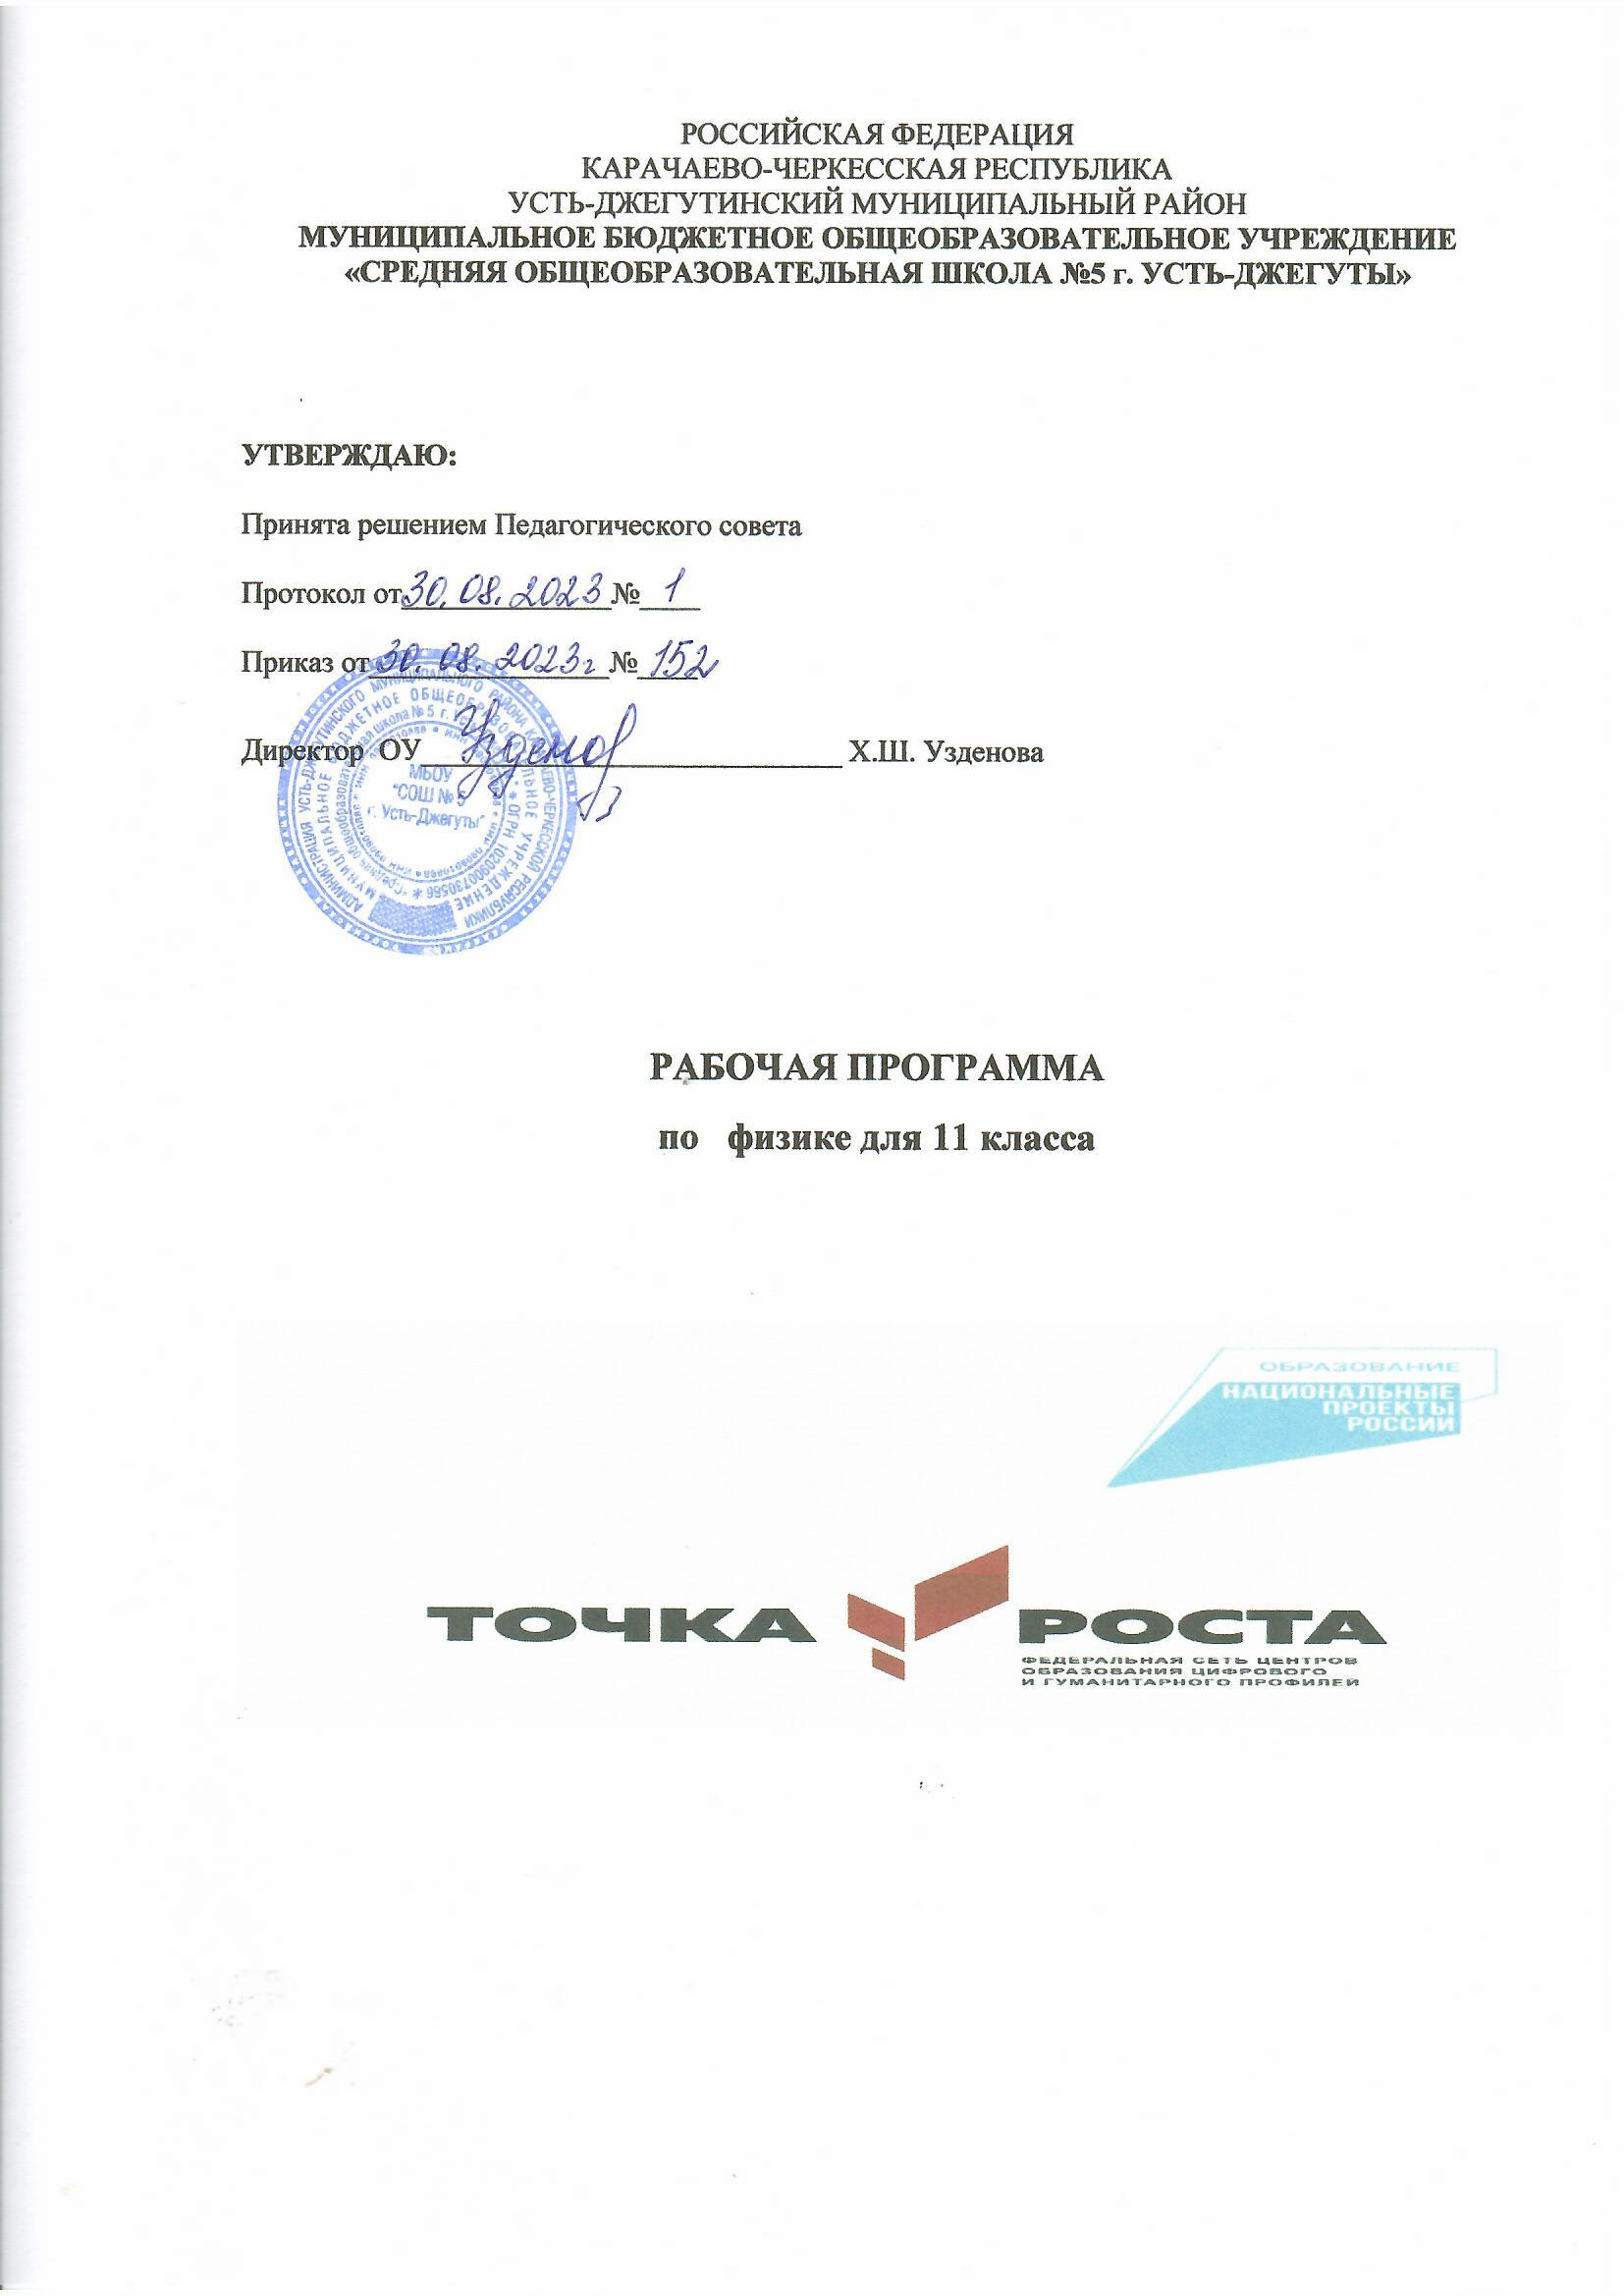 РОССИЙСКАЯ ФЕДЕРАЦИЯ
КАРАЧАЕВО-ЧЕРКЕССКАЯ РЕСПУБЛИКА
УСТЬ-ДЖЕГУТИНСКИЙ МУНИЦИПАЛЬНЫЙ РАЙОН
МУНИЦИПАЛЬНОЕ БЮДЖЕТНОЕ ОБЩЕОБРАЗОВАТЕЛЬНОЕ УЧРЕЖДЕНИЕ
«СРЕДНЯЯ ОБЩЕОБРАЗОВАТЕЛЬНАЯ ШКОЛА №5 г. УСТЬ-ДЖЕГУТЫ»
УТВЕРЖДАЮ:
Принята решением Педагогического совета
Протокол от 30.08.2023 № 1
Приказ от 30.08.2023г № 152
Директор ОУ Узденов Х.Ш. Узденова
МБОУ
"СОШ № 5
г. Усть-Джегуты"
РАБОЧАЯ ПРОГРАММА
по физике для 11 класса
ОБРАЗОВАНИЕ
НАЦИОНАЛЬНЫЕ
ПРОЕКТЫ
РОССИИ
ТОЧКА РОСТА
ФЕДЕРАЛЬНАЯ СЕТЬ ЦЕНТРОВ
ОБРАЗОВАНИЯ ЦИФРОВОГО
И ГУМАНИТАРНОГО ПРОФИЛЕЙ